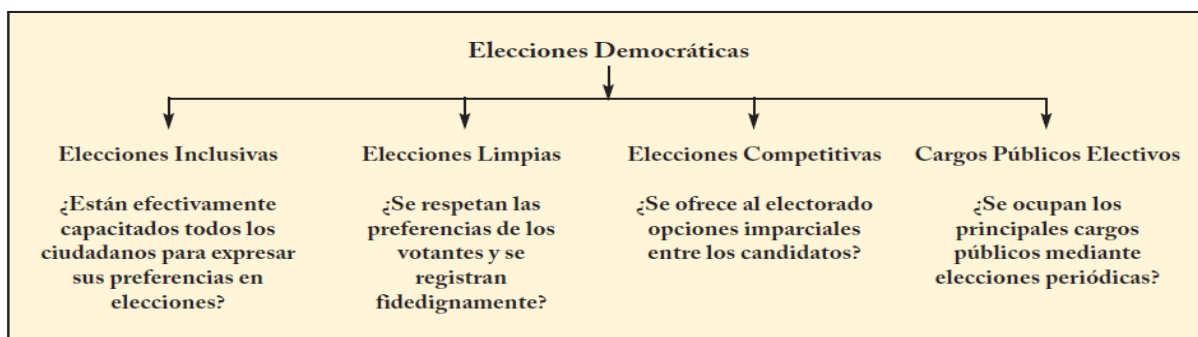 Elecciones Democráticas
Elecciones Inclusivas
¿Están efectivamente
capacitados todos los
ciudadanos para expresar
sus preferencias en
elecciones?
Elecciones Limpias
¿Se respetan las
preferencias de los
votantes y se
registran
fidedignamente?
Elecciones Competitivas
¿Se ofrece al electorado
opciones imparciales
entre los candidatos?
Cargos Públicos Electivos
¿Se ocupan los
principales cargos
públicos mediante
elecciones periódicas?